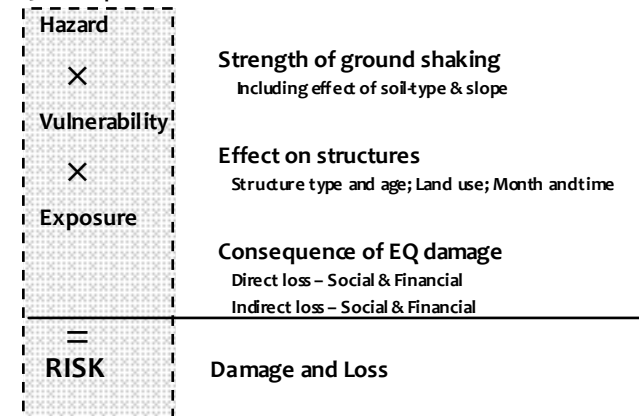 Hazard
Strength of ground shaking
×
Including effect of soil-type & slope
Vulnerability
Effect on structures
×
Structure type and age; Land use; Month andtime
Exposure
Consequence of EQ damage
Direct loss – Social & Financial
Indirect loss – Social & Financial
=
RISK
Damage and Loss